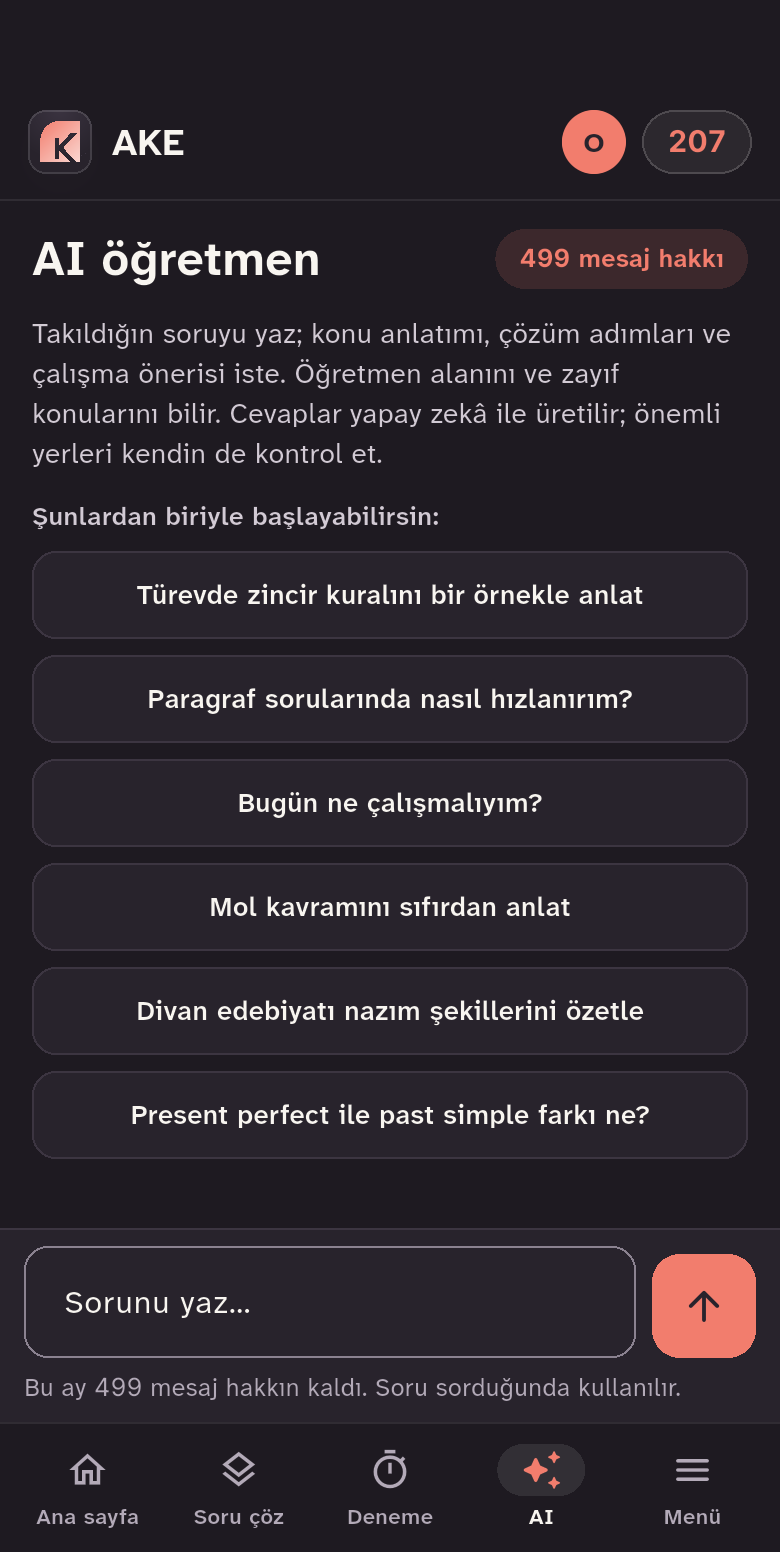 K
AKE
O
207
AI öğretmen
499 mesaj hakkı
Takıldığın soruyu yaz; konu anlatımı, çözüm adımları ve
çalışma önerisi iste. Öğretmen alanını ve zayıf
konularını bilir. Cevaplar yapay zekâ ile üretilir; önemli
yerleri kendin de kontrol et.
Şunlardan biriyle başlayabilirsin:
Türevde zincir kuralını bir örnekle anlat
Paragraf sorularında nasıl hızlanırım?
Bugün ne çalışmalıyım?
Mol kavramını sıfırdan anlat
Divan edebiyatı nazım şekillerini özetle
Present perfect ile past simple farkı ne?
Sorunu yaz...
Bu ay 499 mesaj hakkın kaldı. Soru sorduğunda kullanılır.
Ana sayfa
Soru çöz
Deneme
AI
Menü